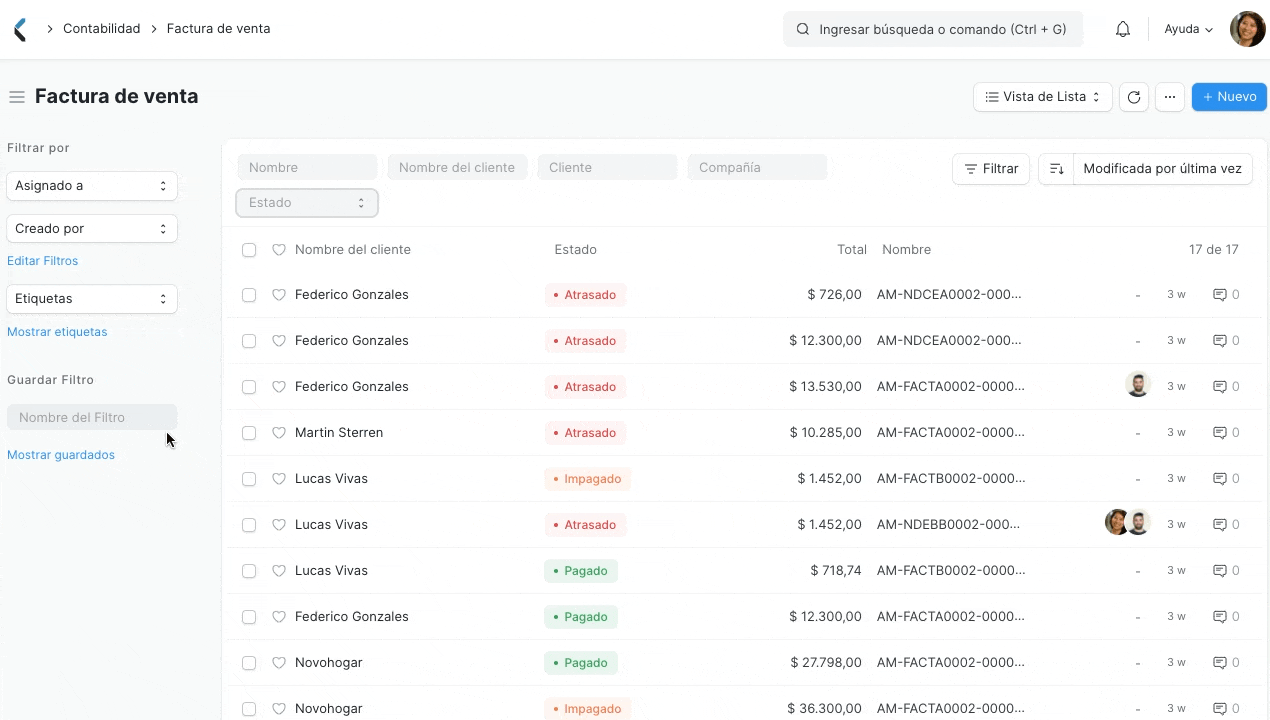 Contabilidad
Factura de venta
Ingresar búsqueda o comando (Ctrl + G)
Ayuda
Factura de venta
Vista de Lista
+ Nuevo
Filtrar por
Asignado a
Creado por
Editar Filtros
Etiquetas
Mostrar etiquetas
Guardar Filtro
Nombre del Filtro
Mostrar guardados
Nombre Nombre del cliente Cliente Compañía
Filtrar
Modificada por última vez
Estado
Nombre del cliente Estado Total Nombre 17 de 17
Federico Gonzales Atrasado $ 726,00 AM-NDCEA0002-000... - 3 w 0
Federico Gonzales Atrasado $ 12.300,00 AM-NDCEA0002-000... - 3 w 0
Federico Gonzales Atrasado $ 13.530,00 AM-FACTA0002-0000... 3 w 0
Martin Sterren Atrasado $ 10.285,00 AM-FACTA0002-0000... - 3 w 0
Lucas Vivas Impagado $ 1.452,00 AM-FACTB0002-0000... - 3 w 0
Lucas Vivas Atrasado $ 1.452,00 AM-NDEBB0002-000... 3 w 0
Lucas Vivas Pagado $ 718,74 AM-FACTB0002-0000... - 3 w 0
Federico Gonzales Pagado $ 12.300,00 AM-FACTA0002-0000... - 3 w 0
Novohogar Pagado $ 27.798,00 AM-FACTA0002-0000... - 3 w 0
Novohogar Impagado $ 36.300,00 AM-FACTA0002-0000... - 3 w 0